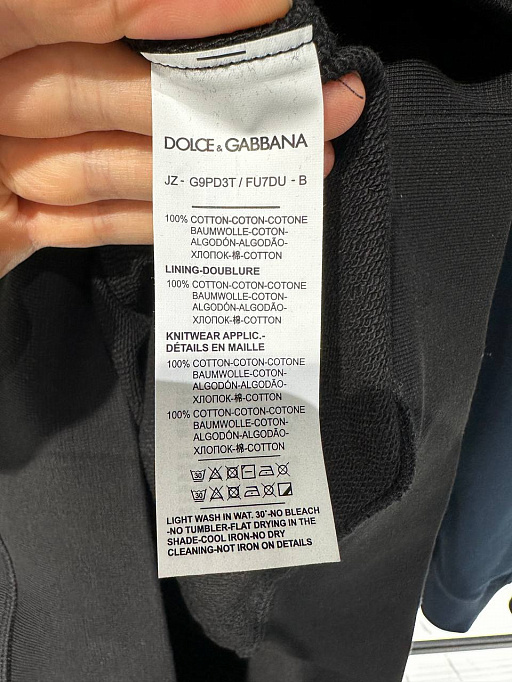 DOLCE & GABBANA
JZ - G9PD3T / FU7DU - B
100% COTTON-COTON-COTONE
BAUMWOLLE-COTON-
ALGODÓN-ALGODÃO-
ХЛОПОК-棉-COTTON
LINING-DOUBLURE
100% COTTON-COTON-COTONE
BAUMWOLLE-COTON-
ALGODÓN-ALGODÃO-
ХЛОПОК-棉-COTTON
KNITWEAR APPLIC.-
DÉTAILS EN MAILLE
100% COTTON-COTON-COTONE
BAUMWOLLE-COTON-
ALGODÓN-ALGODÃO-
ХЛОПОК-棉-COTTON
100% COTTON-COTON-COTONE
BAUMWOLLE-COTON-
ALGODÓN-ALGODÃO-
ХЛОПОК-棉-COTTON
30
30
LIGHT WASH IN WAT. 30'-NO BLEACH
-NO TUMBLER-FLAT DRYING IN THE
SHADE-COOL IRON-NO DRY
CLEANING-NOT IRON ON DETAILS